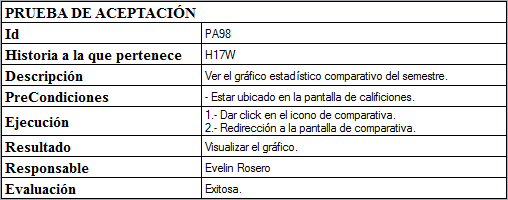 PRUEBA DE ACEPTACIÓN
Id PA98
Historia a la que pertenece H17W
Descripción Ver el gráfico estadístico comparativo del semestre.
PreCondiciones - Estar ubicado en la pantalla de calificiones.
Ejecución 1.- Dar click en el icono de comparativa.
2.- Redirección a la pantalla de comparativa.
Resultado Visualizar el gráfico.
Responsable Evelin Rosero
Evaluación Exitosa.